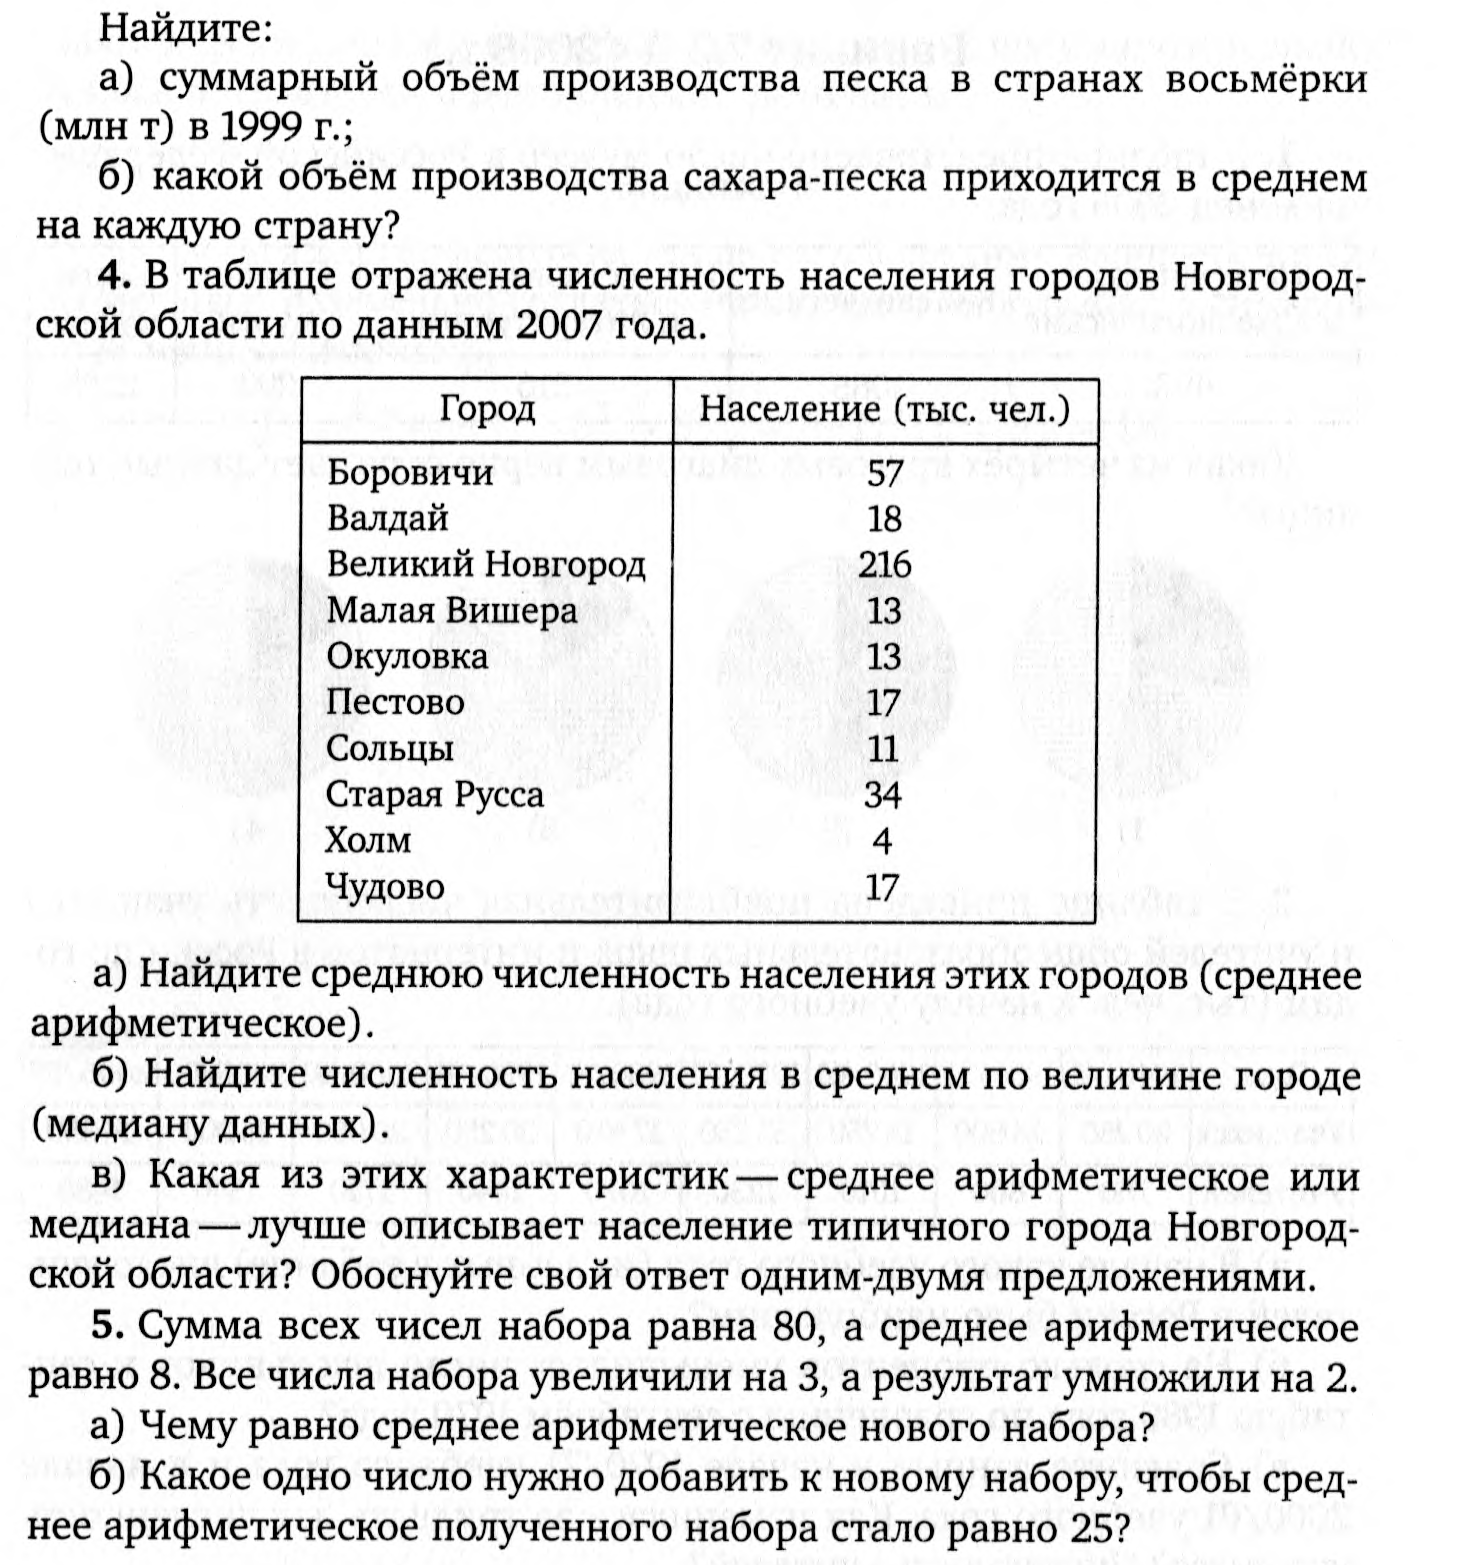 Найдите:
а) суммарный объём производства песка в странах восьмёрки
(млн т) в 1999 г.;
б) какой объём производства сахара-песка приходится в среднем
на каждую страну?
4. В таблице отражена численность населения городов Новгород-
ской области по данным 2007 года.
Город Население (тыс. чел.)
Боровичи 57
Валдай 18
Великий Новгород 216
Малая Вишера 13
Окуловка 13
Пестово 17
Сольцы 11
Старая Русса 34
Холм 4
Чудово 17
а) Найдите среднюю численность населения этих городов (среднее
арифметическое).
б) Найдите численность населения в среднем по величине городе
(медиану данных).
в) Какая из этих характеристик — среднее арифметическое или
медиана — лучше описывает население типичного города Новгород-
ской области? Обоснуйте свой ответ одним-двумя предложениями.
5. Сумма всех чисел набора равна 80, а среднее арифметическое
равно 8. Все числа набора увеличили на 3, а результат умножили на 2.
а) Чему равно среднее арифметическое нового набора?
б) Какое одно число нужно добавить к новому набору, чтобы сред-
нее арифметическое полученного набора стало равно 25?